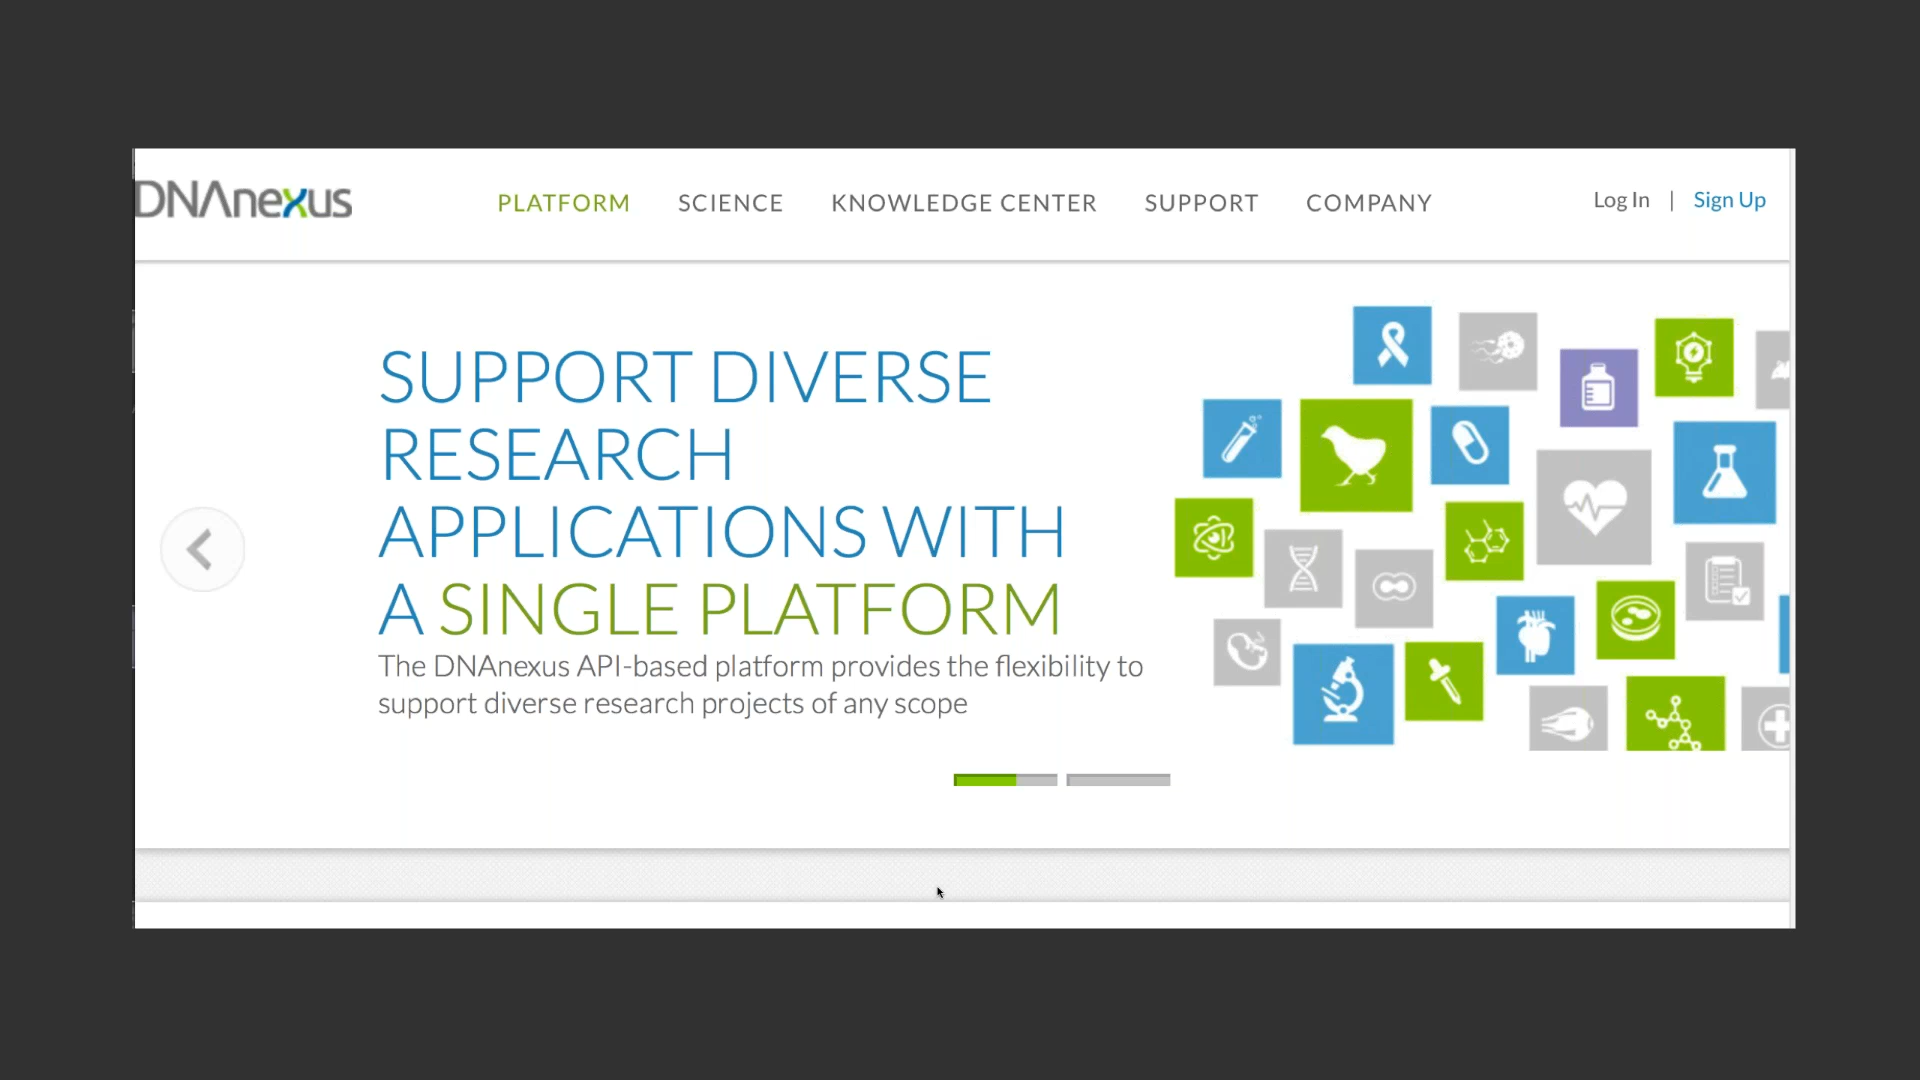 DNAnexus
PLATFORM SCIENCE KNOWLEDGE CENTER SUPPORT COMPANY
Log In | Sign Up
SUPPORT DIVERSE
RESEARCH
APPLICATIONS WITH
A SINGLE PLATFORM
The DNAnexus API-based platform provides the flexibility to
support diverse research projects of any scope